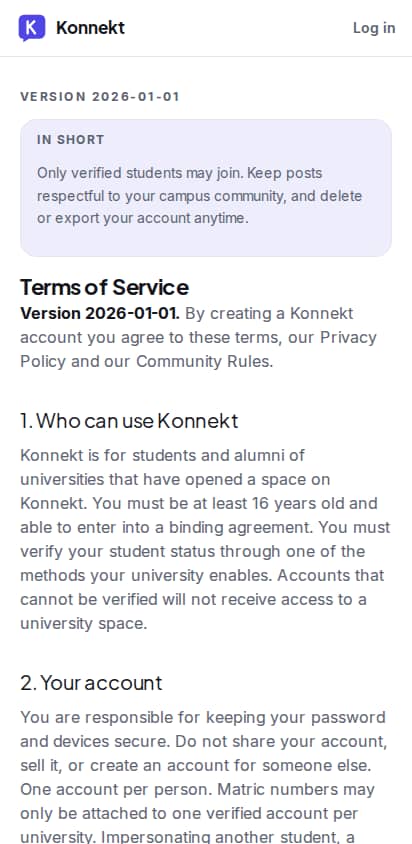 Konnekt
Log in
VERSION 2026-01-01
IN SHORT
Only verified students may join. Keep posts
respectful to your campus community, and delete
or export your account anytime.
Terms of Service
Version 2026-01-01. By creating a Konnekt
account you agree to these terms, our Privacy
Policy and our Community Rules.
1. Who can use Konnekt
Konnekt is for students and alumni of
universities that have opened a space on
Konnekt. You must be at least 16 years old and
able to enter into a binding agreement. You must
verify your student status through one of the
methods your university enables. Accounts that
cannot be verified will not receive access to a
university space.
2. Your account
You are responsible for keeping your password
and devices secure. Do not share your account,
sell it, or create an account for someone else.
One account per person. Matric numbers may
only be attached to one verified account per
university. Impersonating another student, a